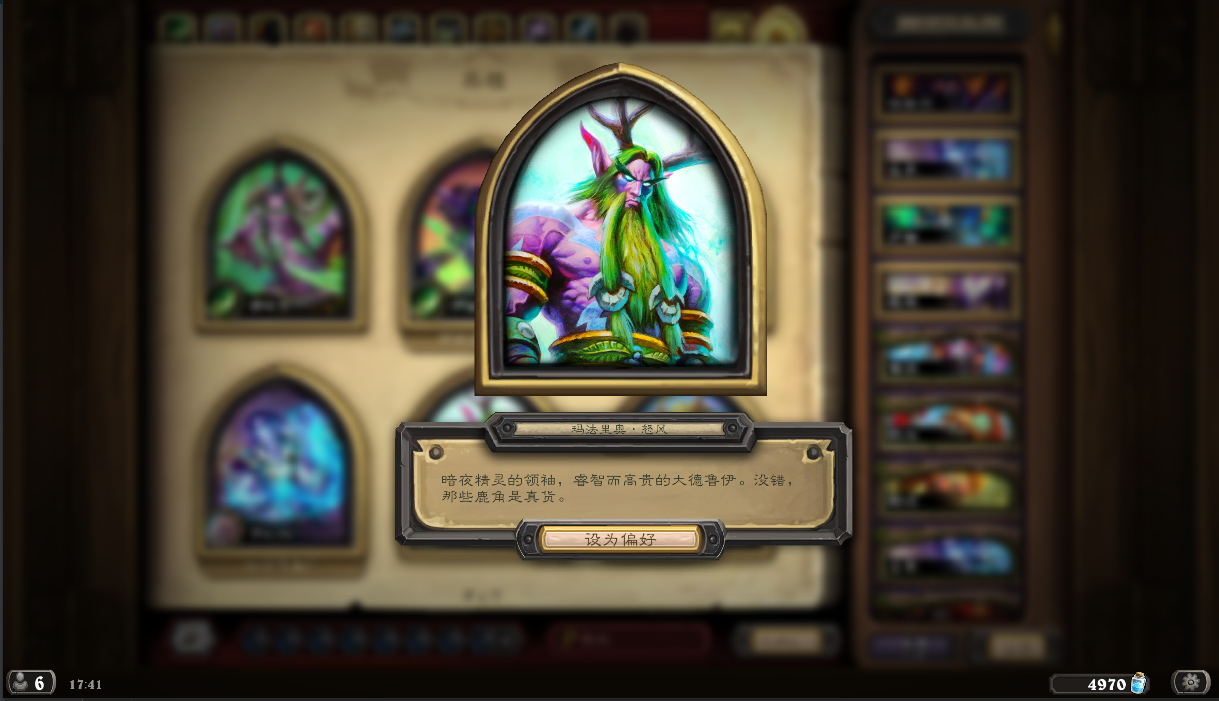 玛法里奥·怒风
暗夜精灵的领袖，睿智而高贵的大德鲁伊。没错，
那些鹿角是真货。
设为偏好
6
17:41
4970